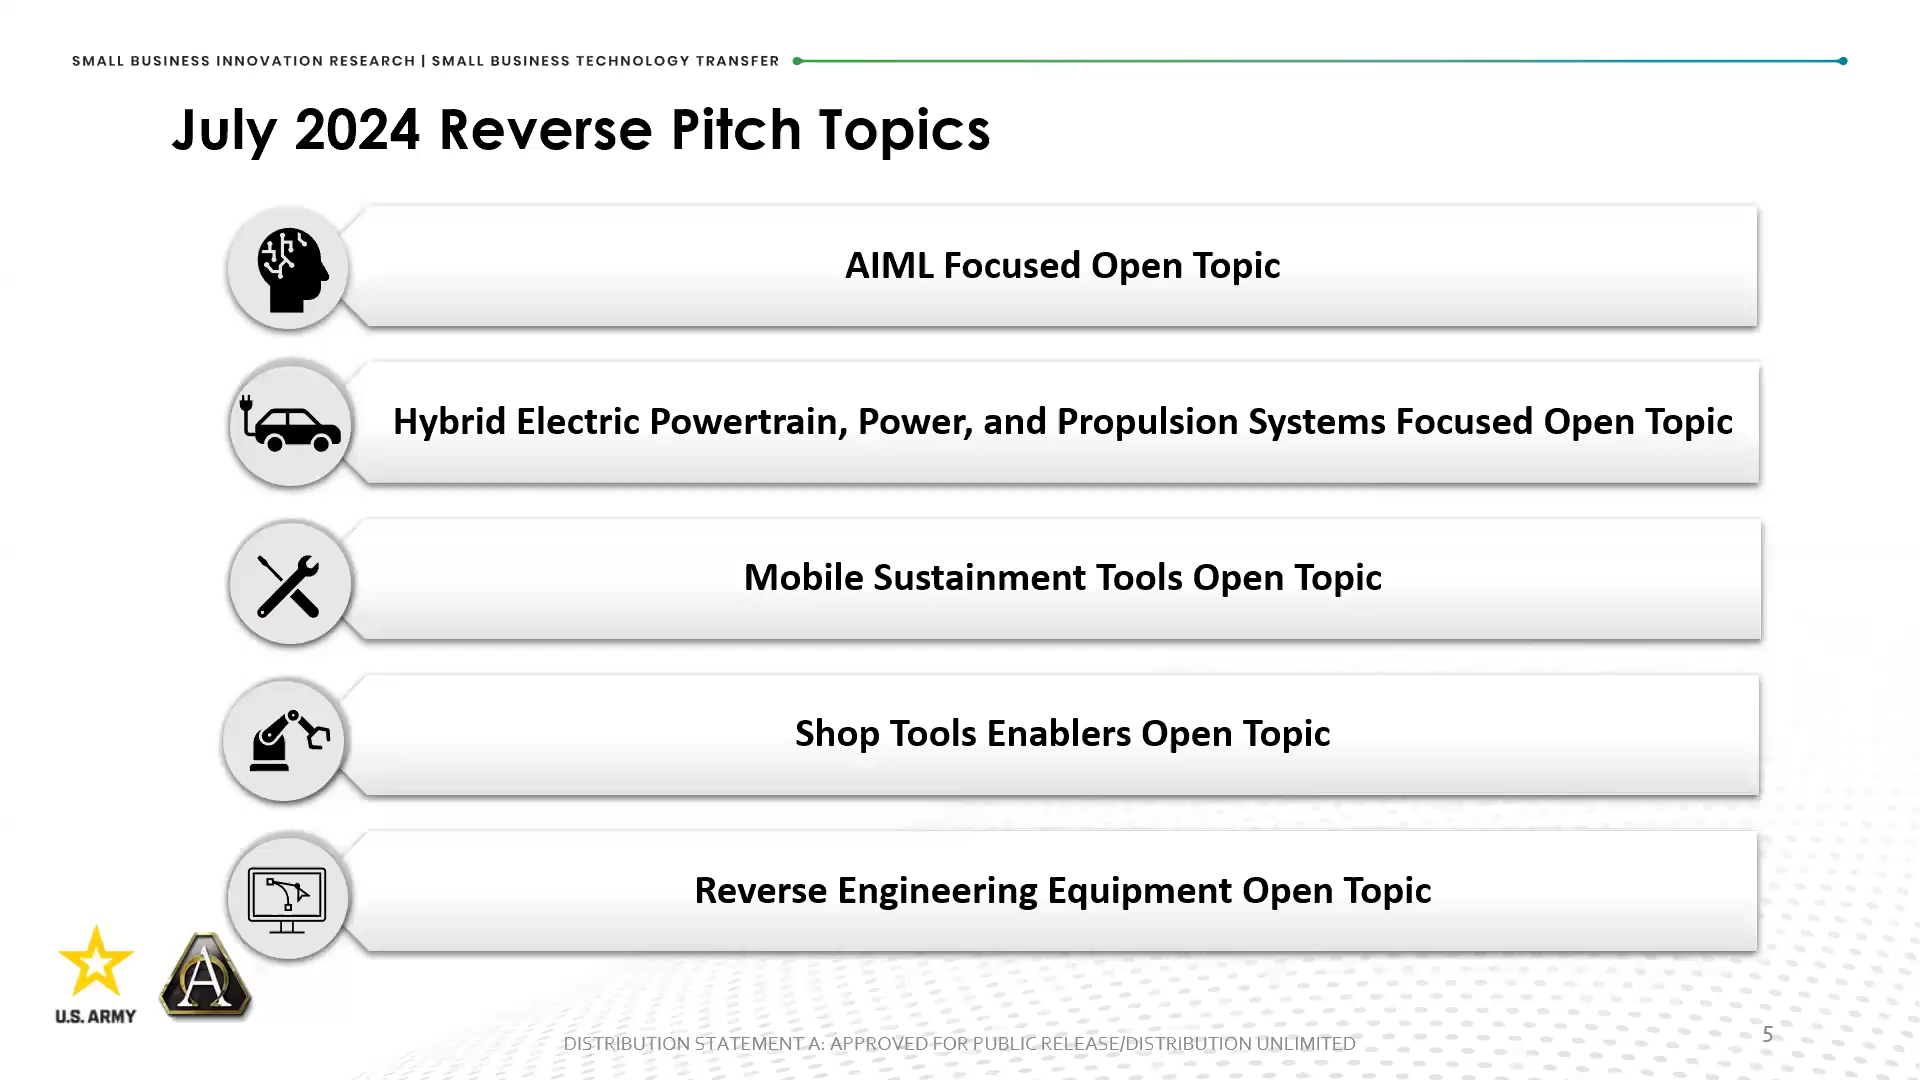 SMALL BUSINESS INNOVATION RESEARCH | SMALL BUSINESS TECHNOLOGY TRANSFER
July 2024 Reverse Pitch Topics
AIML Focused Open Topic
Hybrid Electric Powertrain, Power, and Propulsion Systems Focused Open Topic
Mobile Sustainment Tools Open Topic
Shop Tools Enablers Open Topic
Reverse Engineering Equipment Open Topic
U.S. ARMY
DISTRIBUTION STATEMENT A: APPROVED FOR PUBLIC RELEASE/DISTRIBUTION UNLIMITED
5